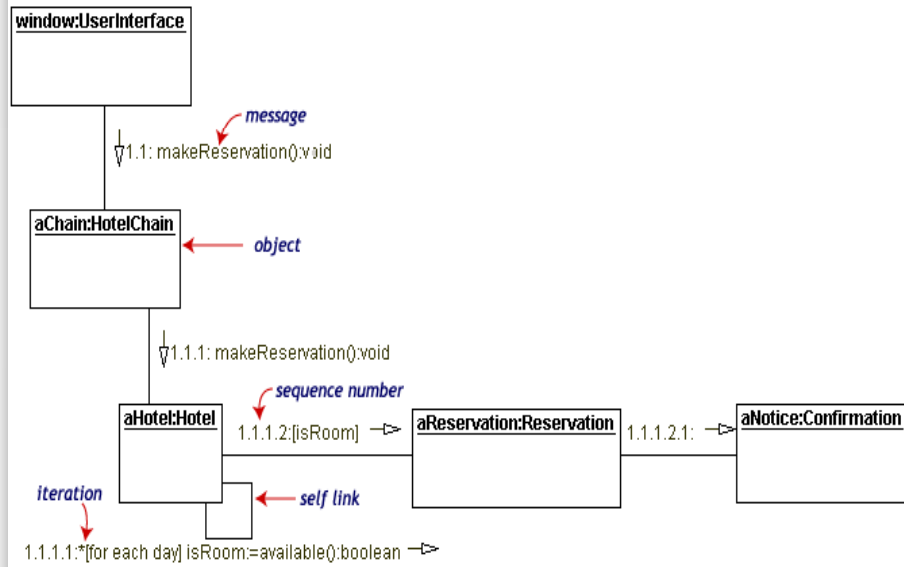 window:UserInterface
message
1.1: makeReservation():void
aChain:HotelChain
object
1.1.1: makeReservation():void
sequence number
aHotel:Hotel
1.1.1.2:[isRoom]
aReservation:Reservation
1.1.1.2.1:
aNotice:Confirmation
iteration
self link
1.1.1.1:*[for each day] isRoom:=available():boolean